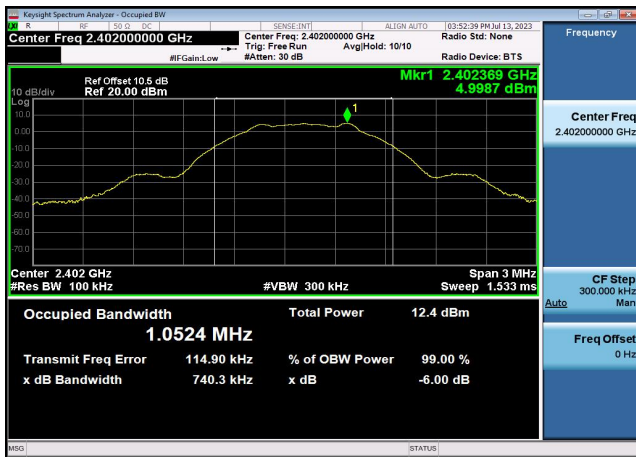 Keysight Spectrum Analyzer - Occupied BW
R RF 50 Ω DC SENSE:INT ALIGN AUTO 03:52:39 PM Jul 13, 2023
Center Freq 2.402000000 GHz
Center Freq: 2.402000000 GHz Radio Std: None
Trig: Free Run Avg|Hold: 10/10
#IFGain:Low #Atten: 30 dB Radio Device: BTS
Frequency
Mkr1 2.402369 GHz
4.9987 dBm
Ref Offset 10.5 dB
10 dB/div Ref 20.00 dBm
Log
10.0
0.00
-10.0
-20.0
-30.0
-40.0
-50.0
-60.0
-70.0
1
Center 2.402 GHz Span 3 MHz
#Res BW 100 kHz #VBW 300 kHz Sweep 1.533 ms
Occupied Bandwidth Total Power 12.4 dBm
1.0524 MHz
Transmit Freq Error 114.90 kHz % of OBW Power 99.00 %
x dB Bandwidth 740.3 kHz x dB -6.00 dB
Center Freq
2.402000000 GHz
CF Step
300.000 kHz
Auto Man
Freq Offset
0 Hz
MSG STATUS